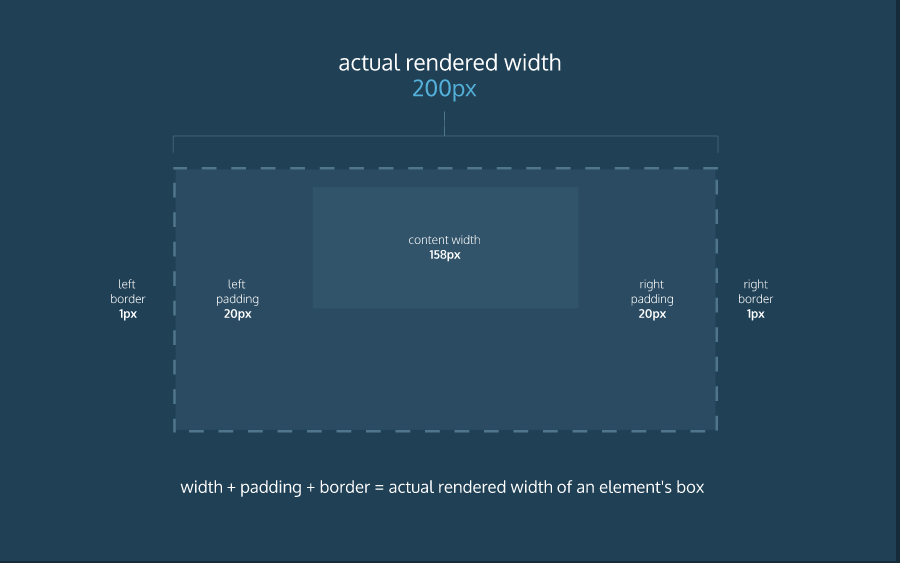 actual rendered width
200px
content width
158px
left
border
1px
left
padding
20px
right
padding
20px
right
border
1px
width + padding + border = actual rendered width of an element's box